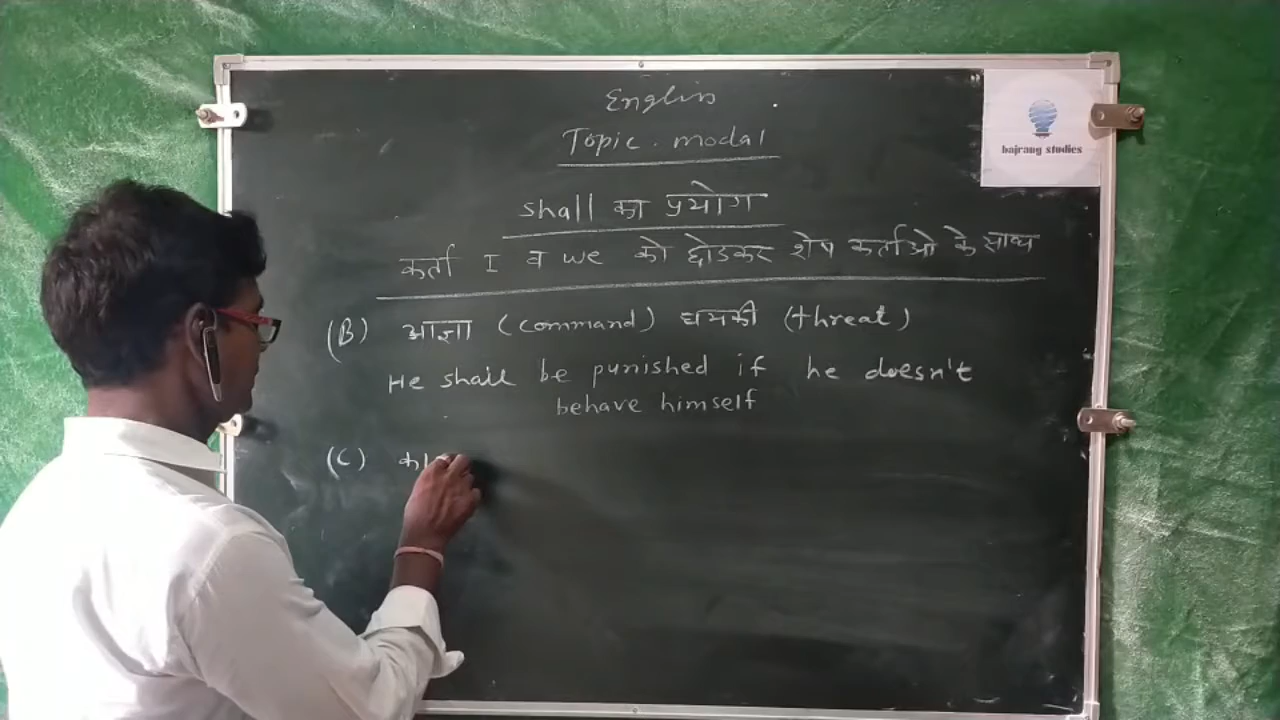 English
Topic. modal
bajrang studies
shall का प्रयोग
कर्ता I व we को छोडकर शेष कर्ताओ के साथ
(B) आज्ञा (command) धमकी (threat)
He shall be punished if he doesn't
behave himself
(C)